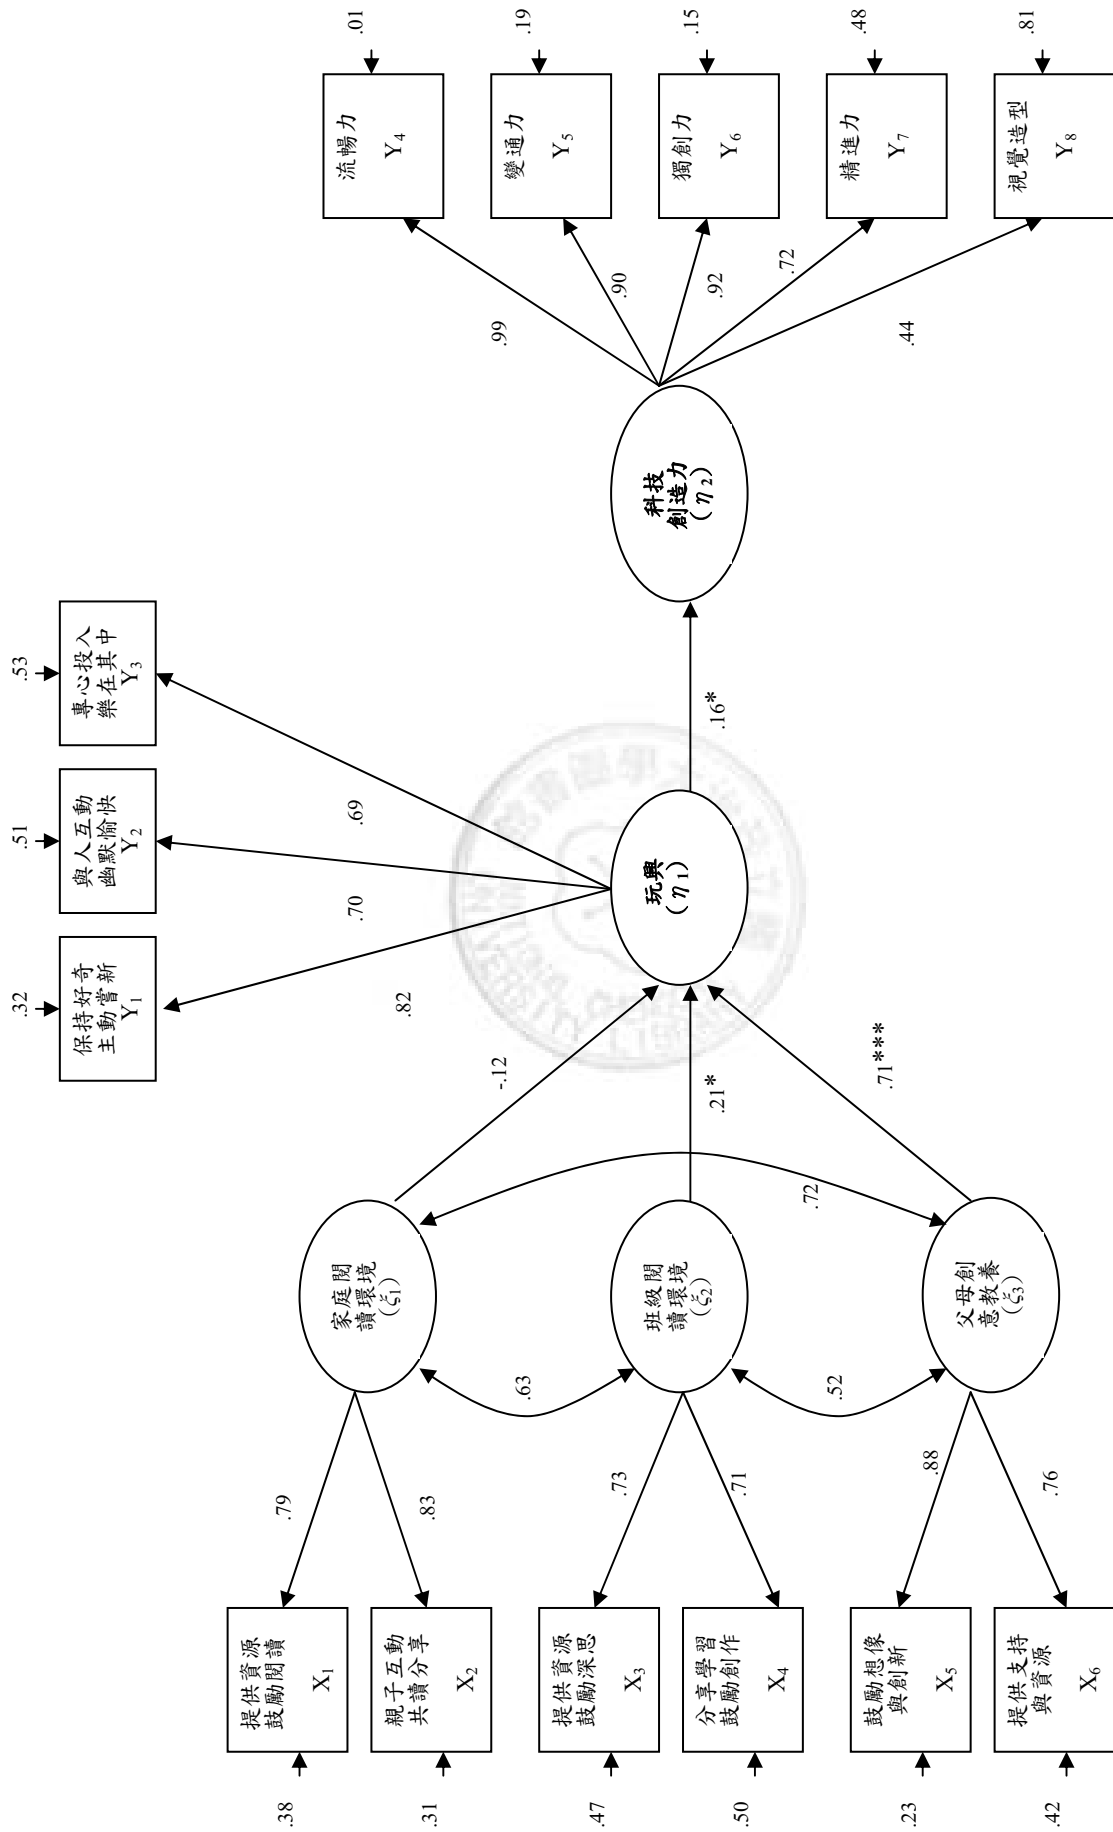 .38
提供資源
鼓勵閱讀
X1
.79
.31
親子互動
共讀分享
X2
.83
家庭閱
讀環境
(ξ1)
.47
提供資源
鼓勵深思
X3
.73
.50
分享學習
鼓勵創作
X4
.71
班級閱
讀環境
(ξ2)
.23
鼓勵想像
與創新
X5
.88
.42
提供支持
與資源
X6
.76
父母創
意教養
(ξ3)
.63
.52
.72
-.12
.21*
.71***
玩興
(η1)
.32
保持好奇
主動嘗新
Y1
.82
.51
與人互動
幽默愉快
Y2
.70
.53
專心投入
樂在其中
Y3
.69
.16*
科技
創造力
(η2)
.99
流暢力
Y4
.01
.90
變通力
Y5
.19
.92
獨創力
Y6
.15
.72
精進力
Y7
.48
.44
視覺造型
Y8
.81